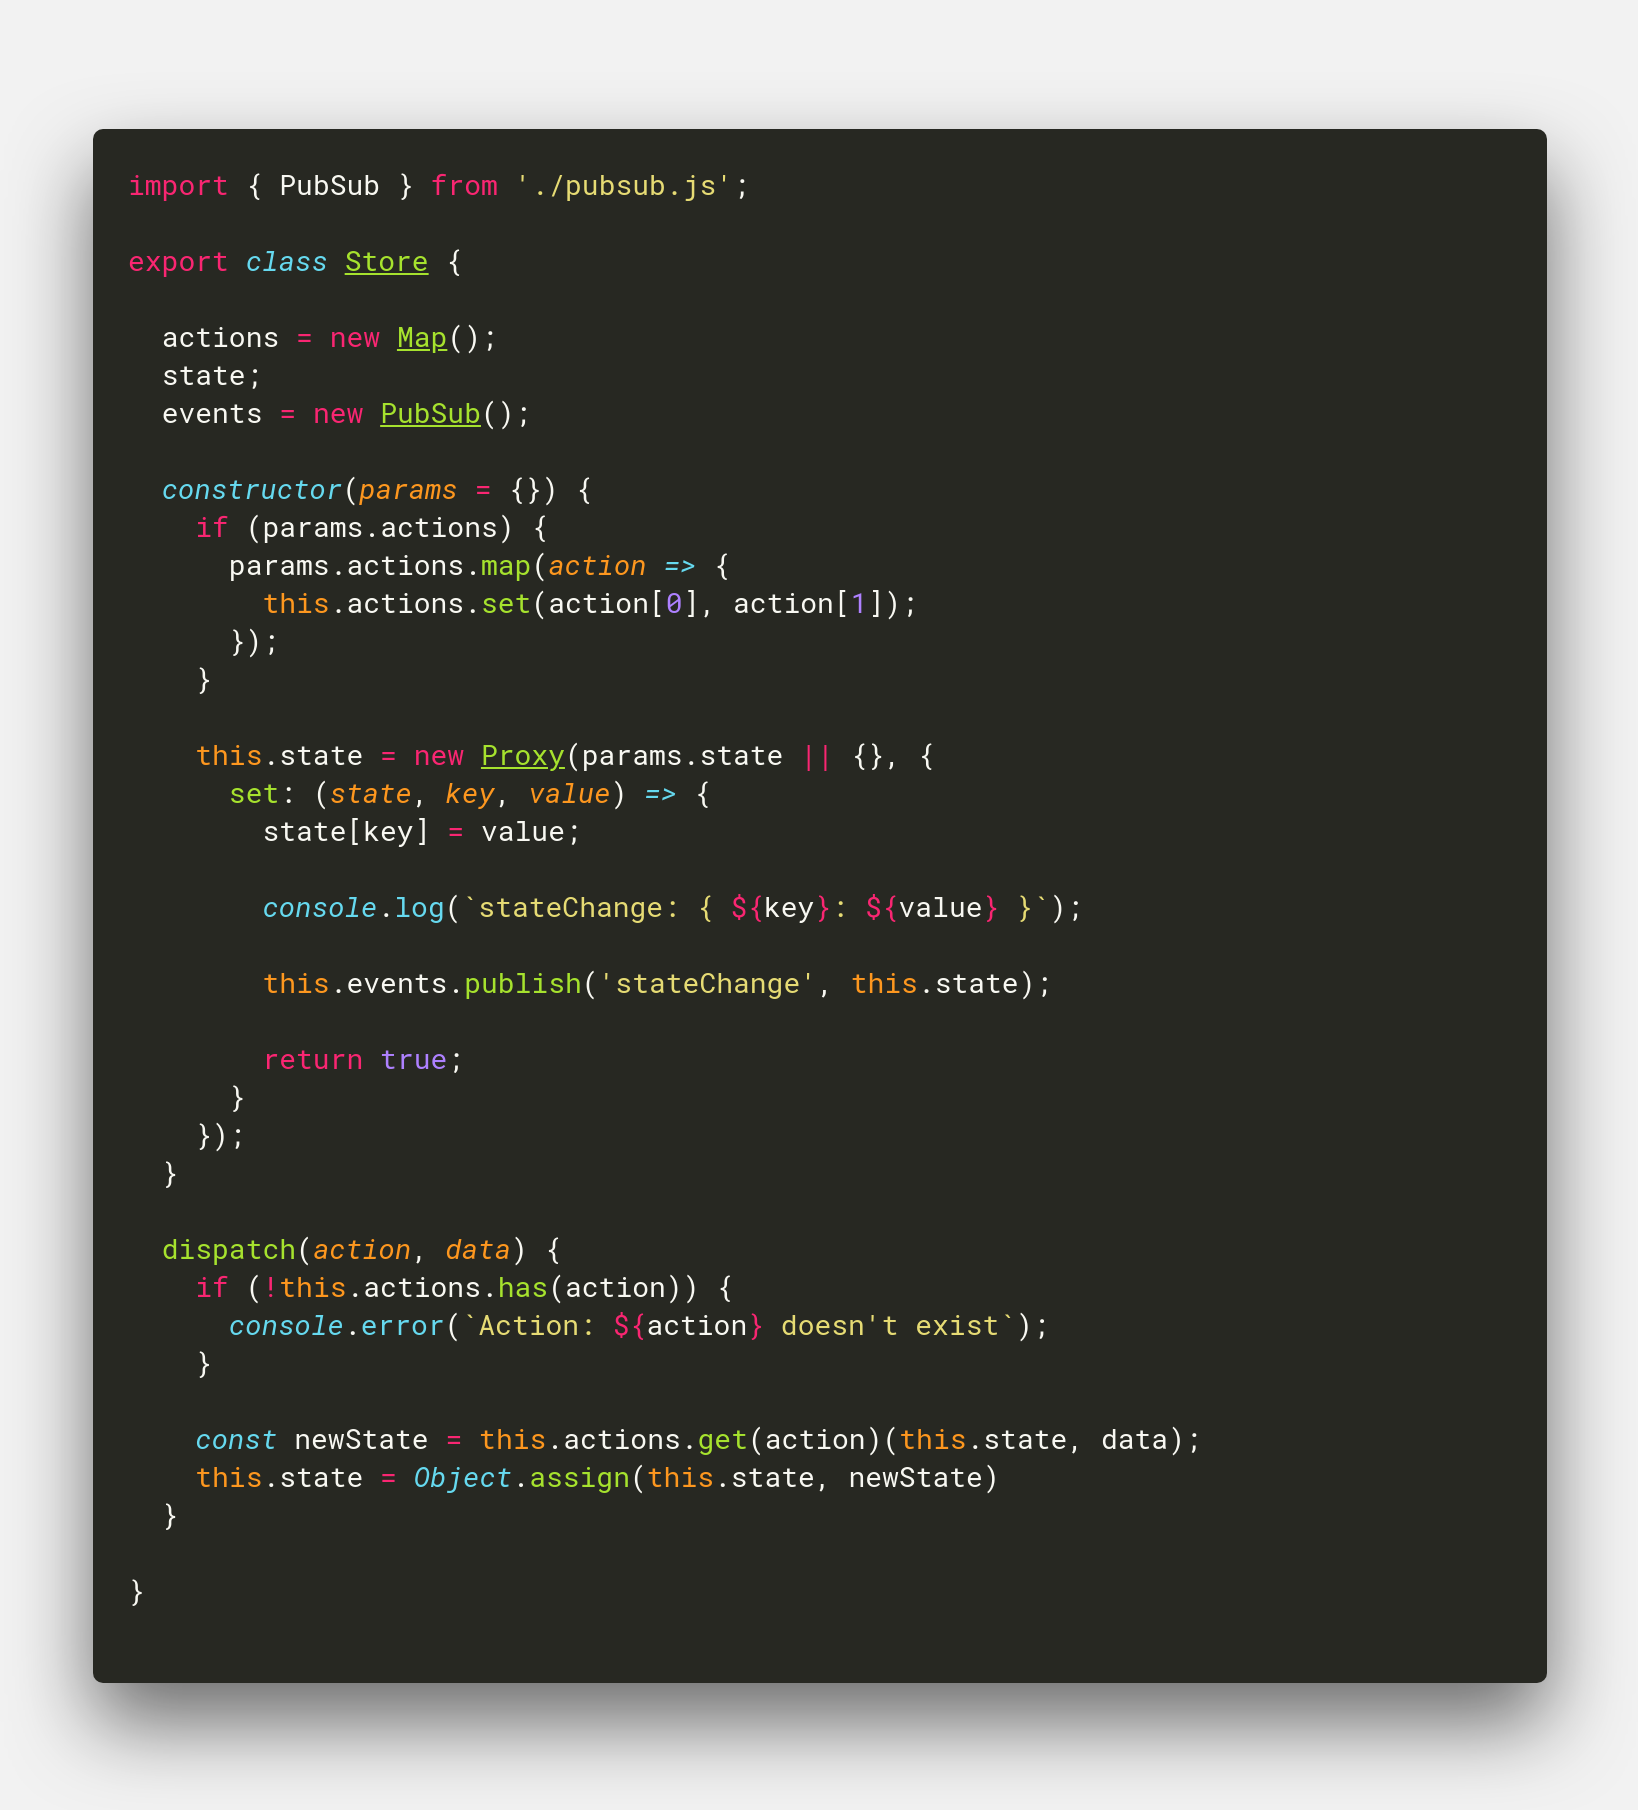 import { PubSub } from './pubsub.js';

export class Store {

  actions = new Map();
  state;
  events = new PubSub();

  constructor(params = {}) {
    if (params.actions) {
      params.actions.map(action => {
        this.actions.set(action[0], action[1]);
      });
    }

    this.state = new Proxy(params.state || {}, {
      set: (state, key, value) => {
        state[key] = value;

        console.log(`stateChange: { ${key}: ${value} }`);

        this.events.publish('stateChange', this.state);

        return true;
      }
    });
  }

  dispatch(action, data) {
    if (!this.actions.has(action)) {
      console.error(`Action: ${action} doesn't exist`);
    }

    const newState = this.actions.get(action)(this.state, data);
    this.state = Object.assign(this.state, newState)
  }

}